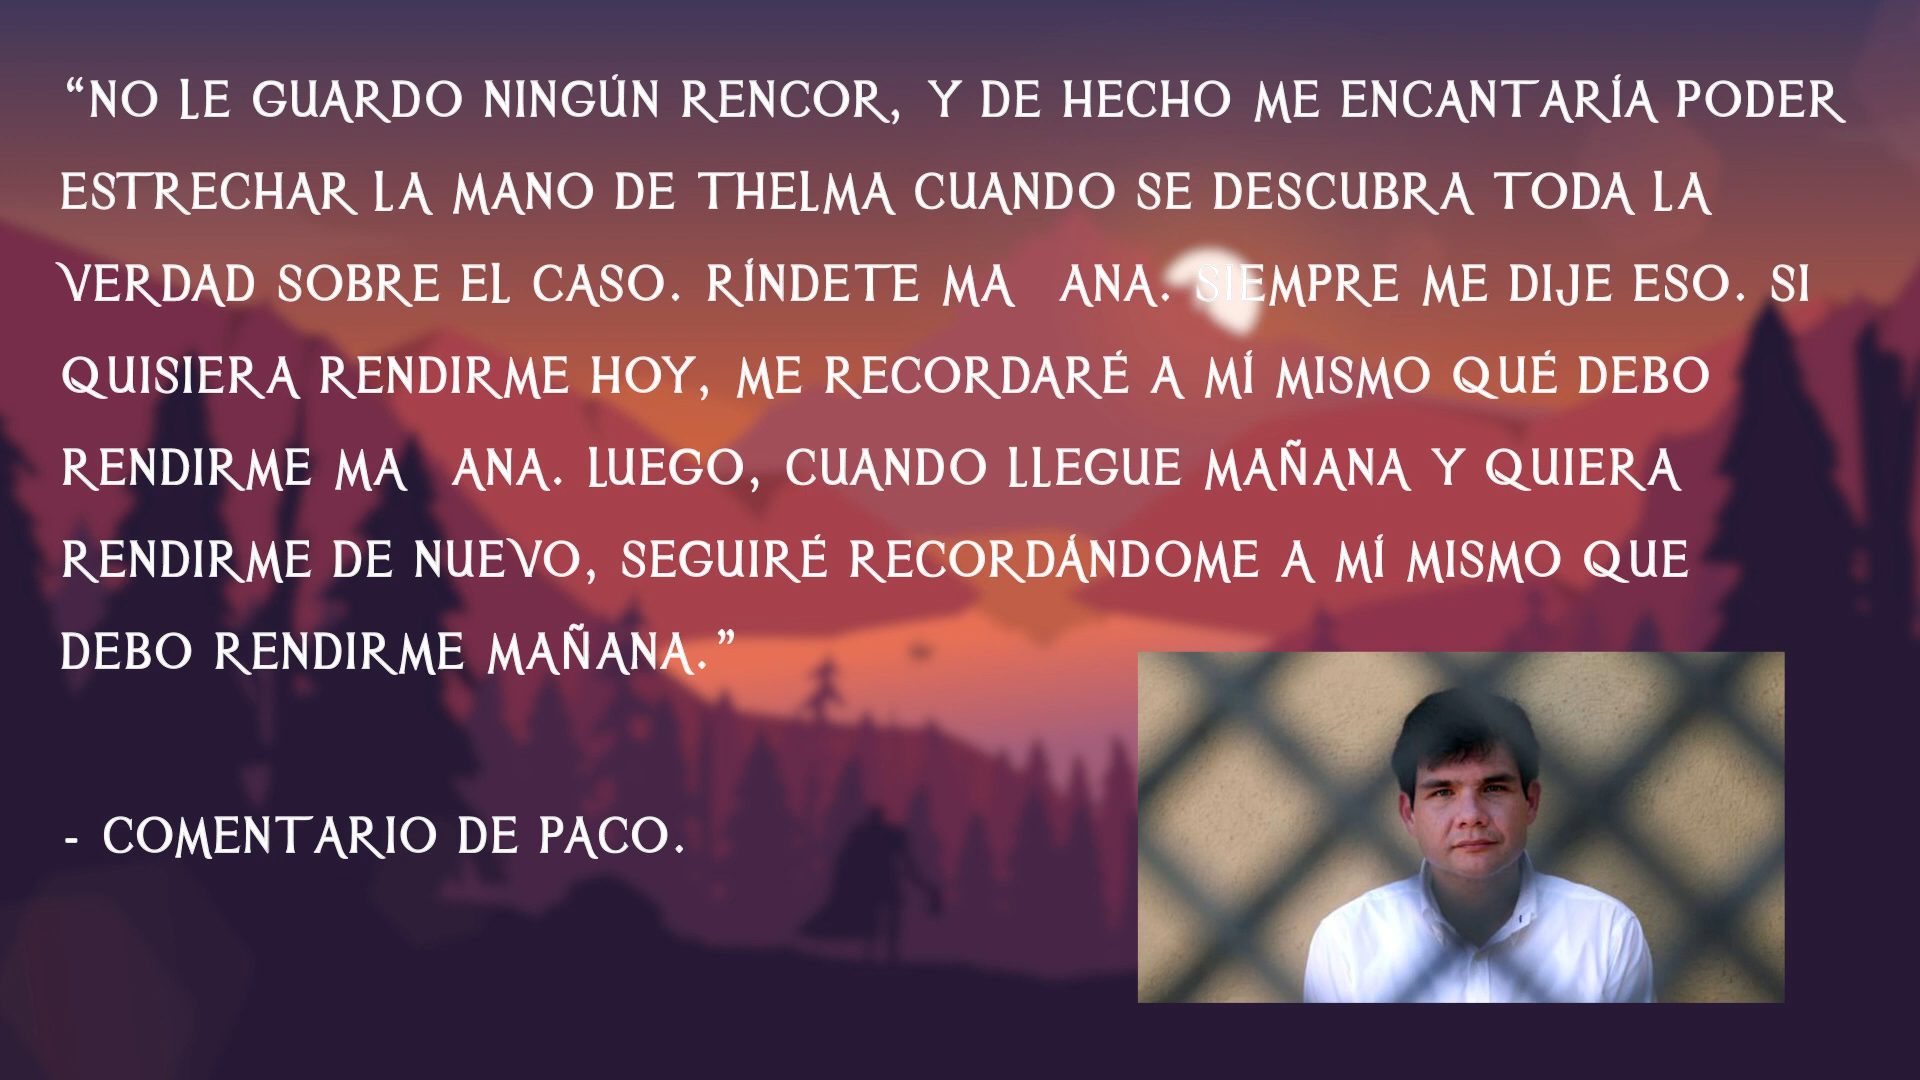 “NO LE GUARDO NINGÚN RENCOR, Y DE HECHO ME ENCANTARÍA PODER
ESTRECHAR LA MANO DE THELMA CUANDO SE DESCUBRA TODA LA
VERDAD SOBRE EL CASO. RÍNDETE MA ANA. SIEMPRE ME DIJE ESO. SI
QUISIERA RENDIRME HOY, ME RECORDARÉ A MÍ MISMO QUÉ DEBO
RENDIRME MA ANA. LUEGO, CUANDO LLEGUE MAÑANA Y QUIERA
RENDIRME DE NUEVO, SEGUIRÉ RECORDÁNDOME A MÍ MISMO QUE
DEBO RENDIRME MAÑANA.”
- COMENTARIO DE PACO.